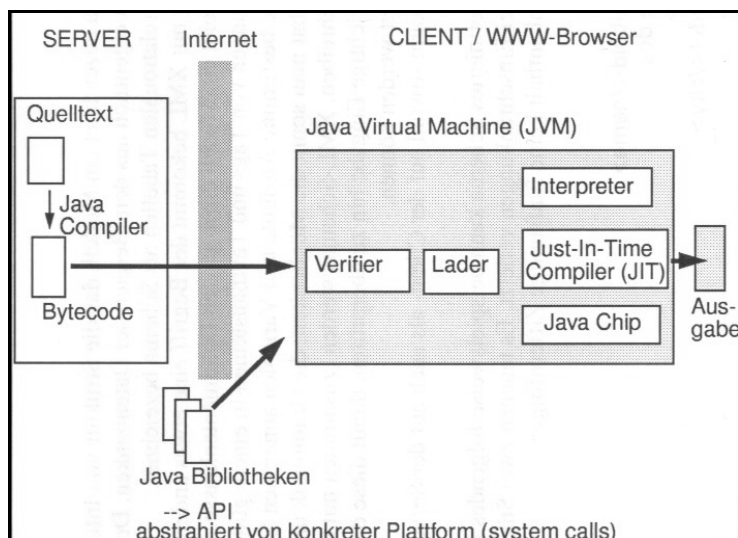 SERVER
Internet
CLIENT / WWW-Browser
Quelltext
Java
Compiler
Bytecode
Java Virtual Machine (JVM)
Interpreter
Verifier
Lader
Just-In-Time
Compiler (JIT)
Java Chip
Aus-
gabe
Java Bibliotheken
--> API
abstrahiert von konkreter Plattform (system calls)